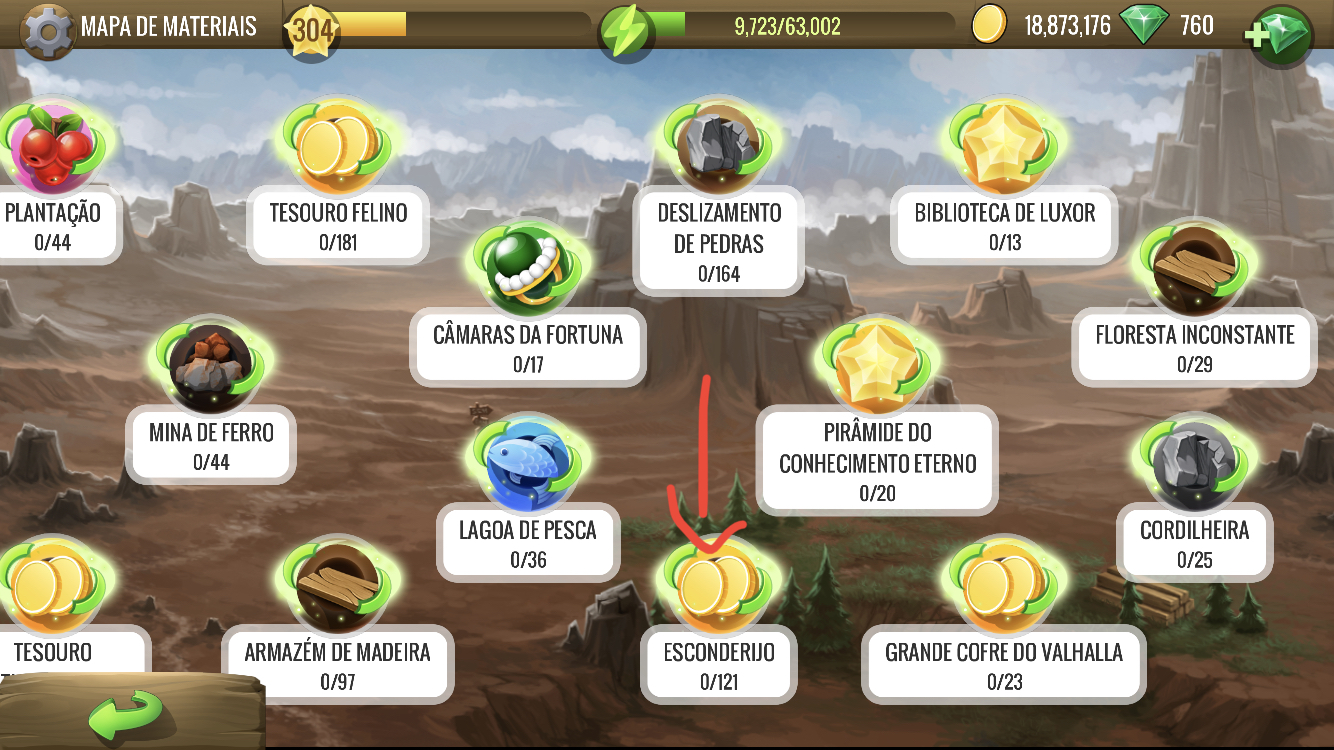 MAPA DE MATERIAIS
304
9,723/63,002
18,873,176
760
PLANTAÇÃO
0/44
TESOURO FELINO
0/181
DESLIZAMENTO
DE PEDRAS
0/164
BIBLIOTECA DE LUXOR
0/13
CÂMARAS DA FORTUNA
0/17
FLORESTA INCONSTANTE
0/29
MINA DE FERRO
0/44
PIRÂMIDE DO
CONHECIMENTO ETERNO
0/20
LAGOA DE PESCA
0/36
CORDILHEIRA
0/25
TESOURO
ARMAZÉM DE MADEIRA
0/97
ESCONDERIJO
0/121
GRANDE COFRE DO VALHALLA
0/23